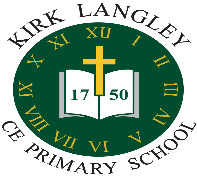 KIRK LANGLEY
XII I II III IIII V VI VII VIII IX X XI
17 50
CE PRIMARY SCHOOL